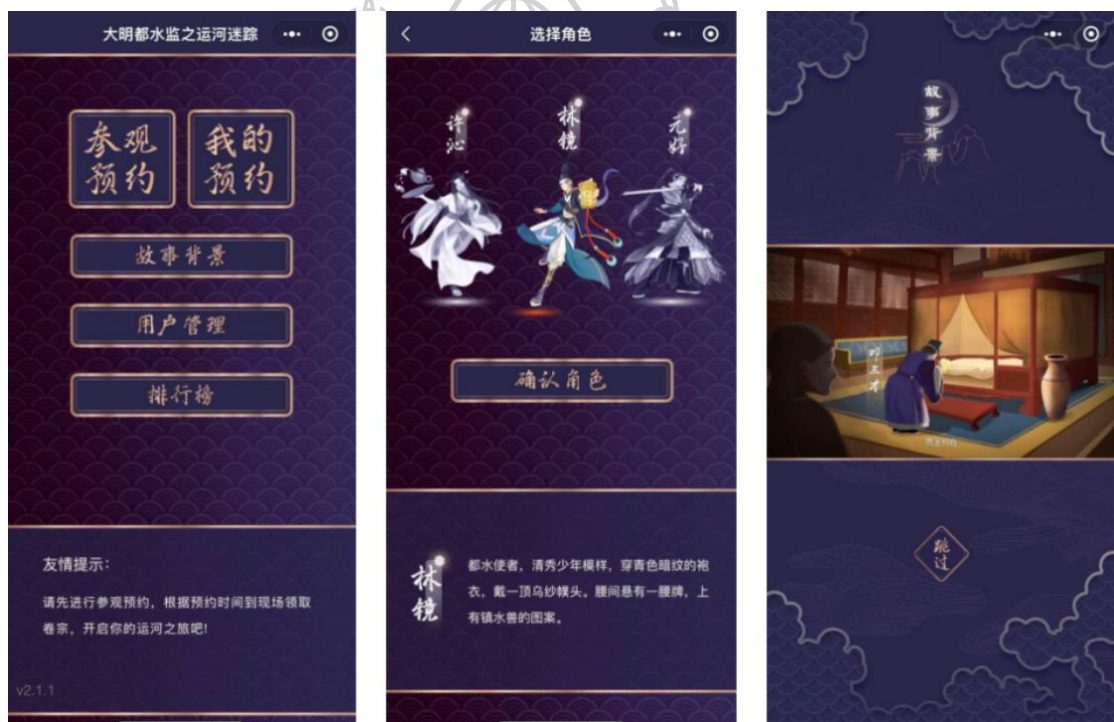 大明都水监之运河迷踪
参观
预约
我的
预约
故事背景
用户管理
排行榜
友情提示：
请先进行参观预约，根据预约时间到现场领取
卷宗，开启你的运河之旅吧！
v2.1.1
选择角色
许沁
林镜
元好
确认角色
林镜
都水使者，清秀少年模样，穿青色暗纹的袍
衣，戴一顶乌纱幞头。腰间悬有一腰牌，上
有镇水兽的图案。
故事背景
邓三才
跳过